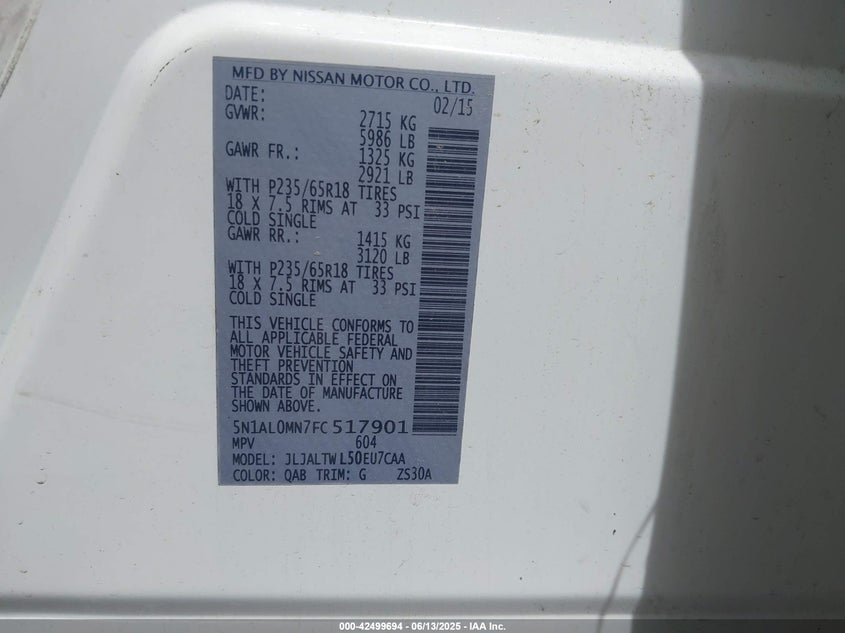 MFD BY NISSAN MOTOR CO., LTD.
DATE: 02/15
GVWR: 2715 KG
5986 LB
GAWR FR.: 1325 KG
2921 LB
WITH P235/65R18 TIRES
18 X 7.5 RIMS AT 33 PSI
COLD SINGLE
GAWR RR.: 1415 KG
3120 LB
WITH P235/65R18 TIRES
18 X 7.5 RIMS AT 33 PSI
COLD SINGLE
THIS VEHICLE CONFORMS TO
ALL APPLICABLE FEDERAL
MOTOR VEHICLE SAFETY AND
THEFT PREVENTION
STANDARDS IN EFFECT ON
THE DATE OF MANUFACTURE
SHOWN ABOVE.
5N1AL0MN7FC517901
MPV 604
MODEL: JLJALTWL50EU7CAA
COLOR: QAB TRIM: G ZS30A
000-42499694 - 06/13/2025 - IAA Inc.